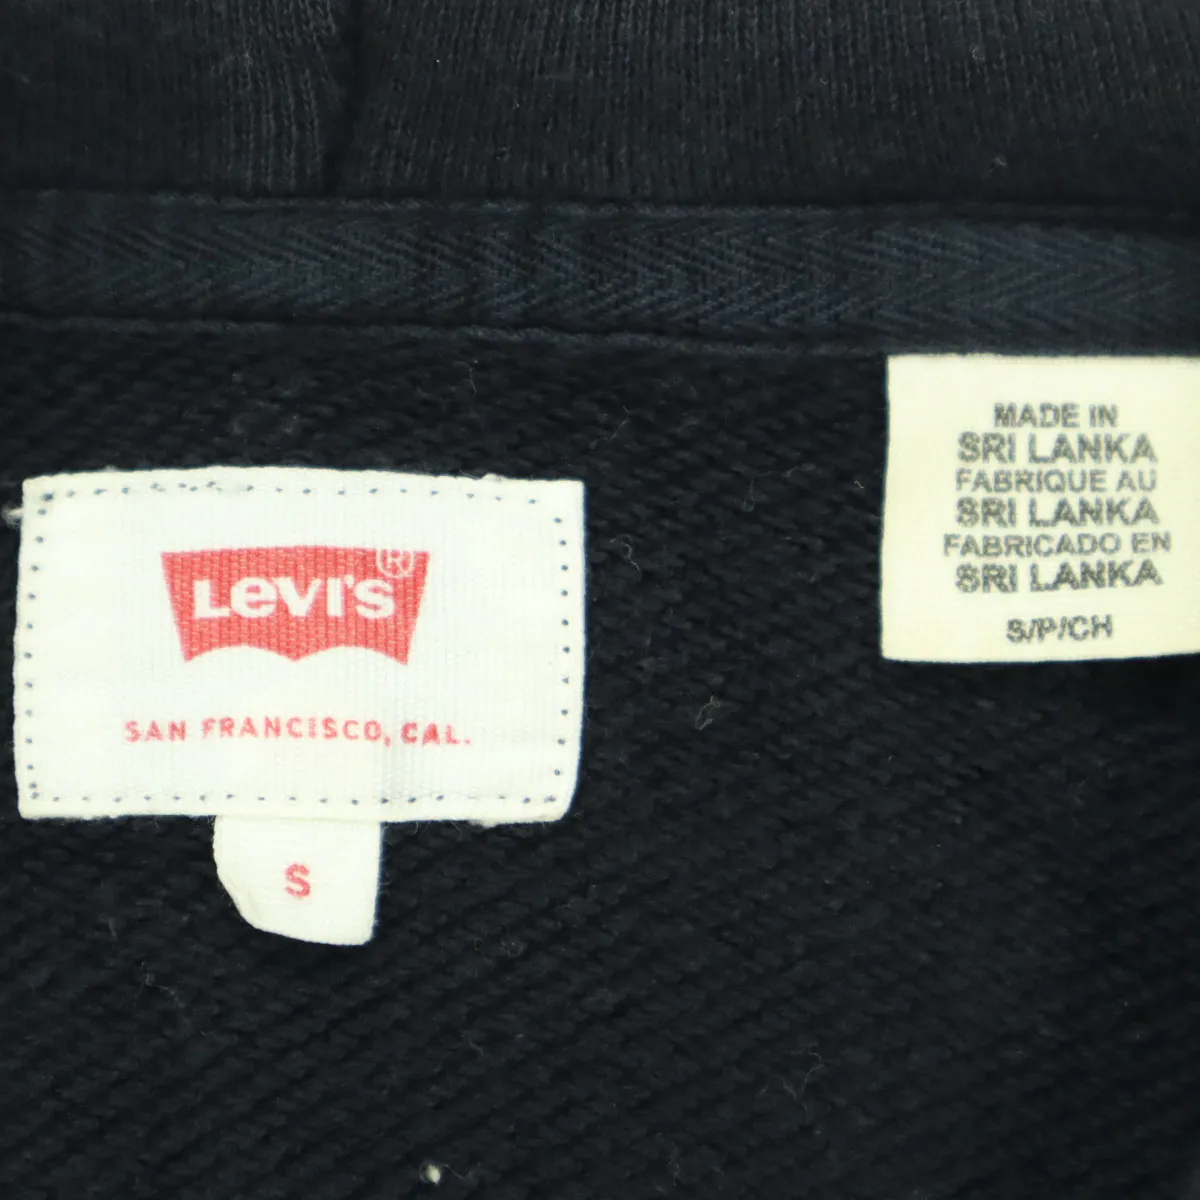 Levi's®
SAN FRANCISCO, CAL.
S
MADE IN
SRI LANKA
FABRIQUE AU
SRI LANKA
FABRICADO EN
SRI LANKA
S/P/CH